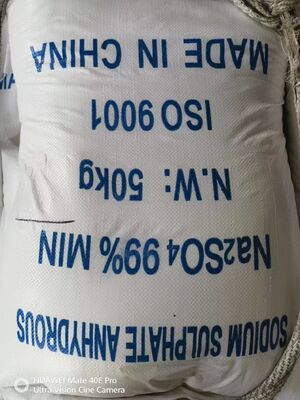 SODIUM SULPHATE ANHYDROUS
Na2SO4 99% MIN
N.W: 50kg
ISO 9001
MADE IN CHINA
HUAWEI Mate 40E Pro
Ultra Vision Cine Camera